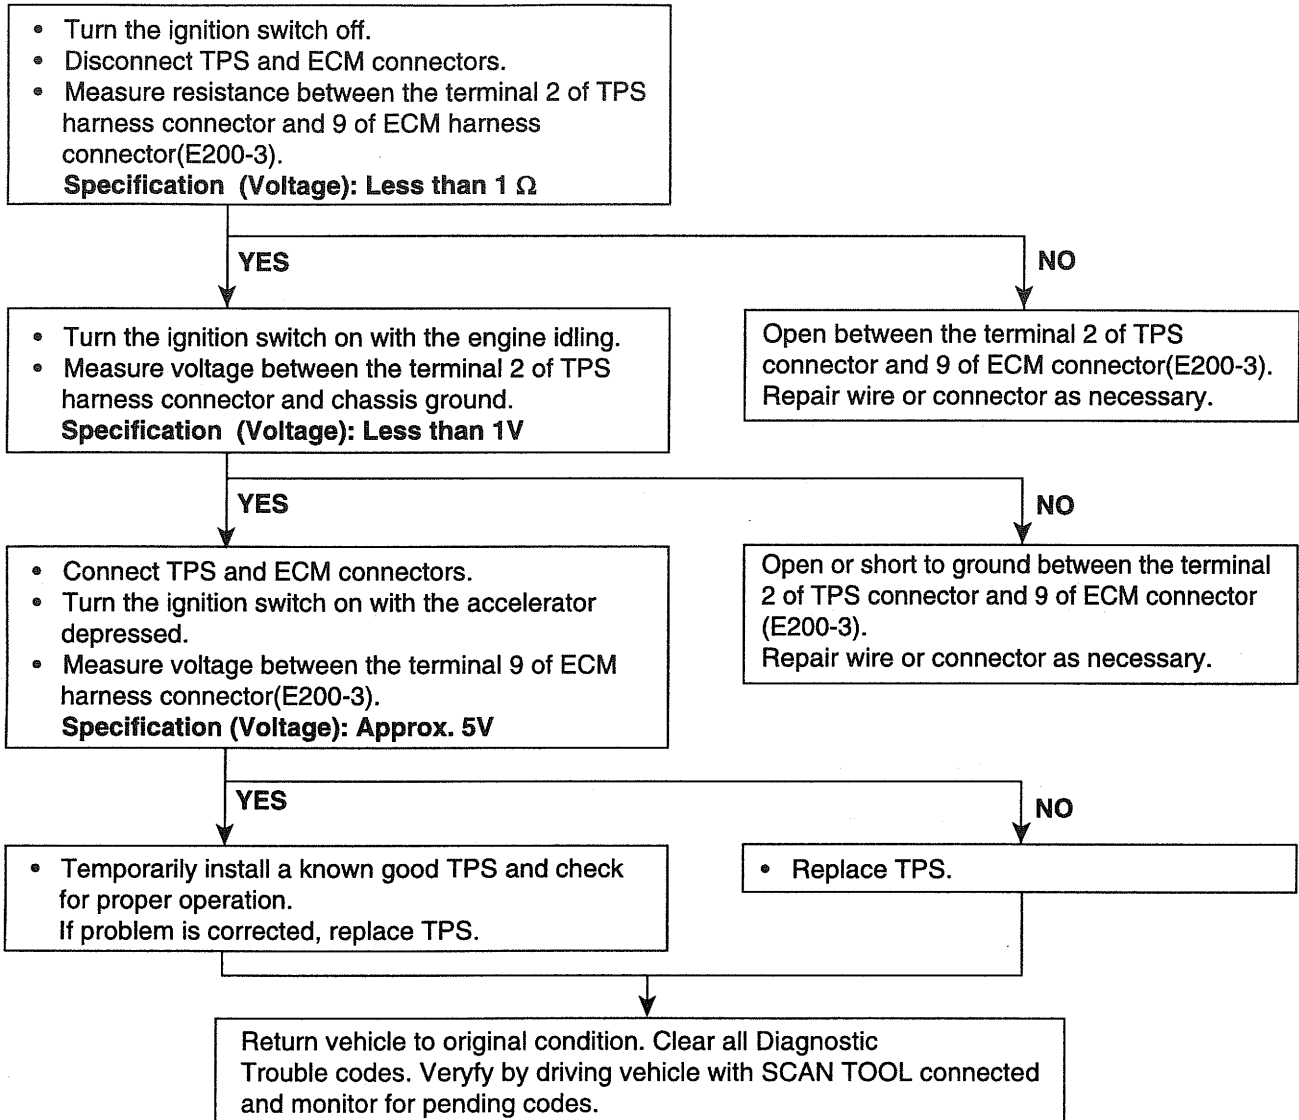 • Turn the ignition switch off.
• Disconnect TPS and ECM connectors.
• Measure resistance between the terminal 2 of TPS
harness connector and 9 of ECM harness
connector(E200-3).
Specification (Voltage): Less than 1 Ω
YES
NO
• Turn the ignition switch on with the engine idling.
• Measure voltage between the terminal 2 of TPS
harness connector and chassis ground.
Specification (Voltage): Less than 1V
Open between the terminal 2 of TPS
connector and 9 of ECM connector(E200-3).
Repair wire or connector as necessary.
YES
NO
• Connect TPS and ECM connectors.
• Turn the ignition switch on with the accelerator
depressed.
• Measure voltage between the terminal 9 of ECM
harness connector(E200-3).
Specification (Voltage): Approx. 5V
Open or short to ground between the terminal
2 of TPS connector and 9 of ECM connector
(E200-3).
Repair wire or connector as necessary.
YES
NO
• Temporarily install a known good TPS and check
for proper operation.
If problem is corrected, replace TPS.
• Replace TPS.
Return vehicle to original condition. Clear all Diagnostic
Trouble codes. Veryfy by driving vehicle with SCAN TOOL connected
and monitor for pending codes.